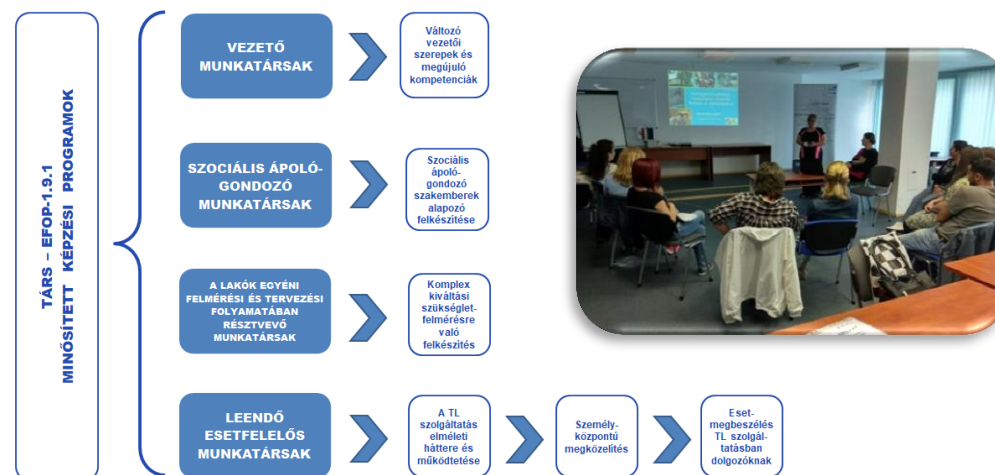 TÁRS – EFOP-1.9.1
MINŐSÍTETT KÉPZÉSI PROGRAMOK
VEZETŐ
MUNKATÁRSAK
Változó
vezetői
szerepek és
megújuló
kompetenciák
SZOCIÁLIS ÁPOLÓ-
GONDOZÓ
MUNKATÁRSAK
Szociális
ápoló-
gondozó
szakemberek
alapozó
felkészítése
A LAKÓK EGYÉNI
FELMÉRÉSI ÉS TERVEZÉSI
FOLYAMATÁBAN
RÉSZTVEVŐ
MUNKATÁRSAK
Komplex
kiváltási
szükséglet-
felmérésre
való
felkészítés
LEENDŐ
ESETFELELŐS
MUNKATÁRSAK
A TL
szolgáltatás
elméleti
háttere és
működtetése
Személy-
központú
megközelítés
Eset-
megbeszélés
TL szolgál-
tatásban
dolgozóknak